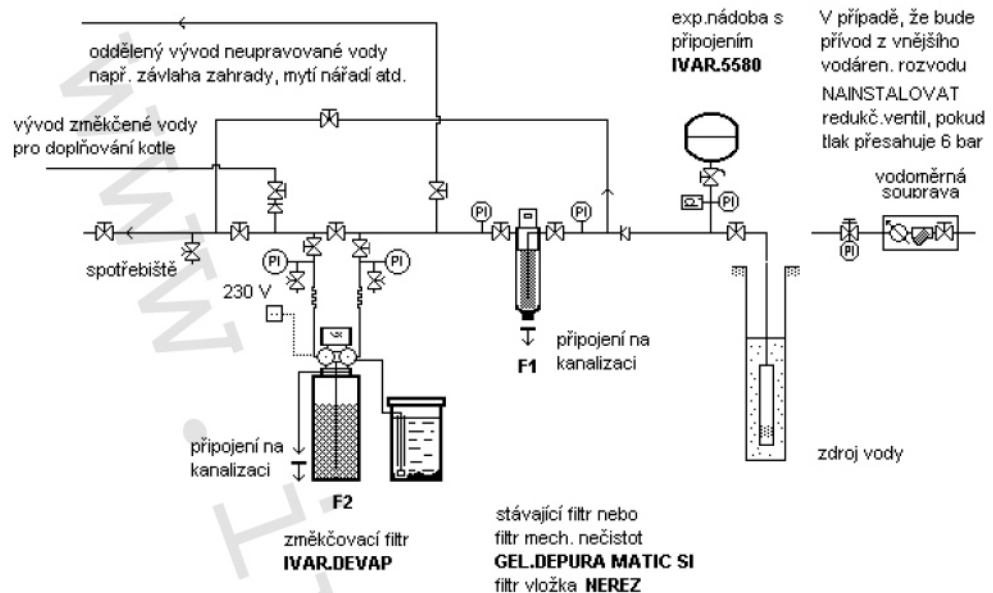 oddělený vývod neupravované vody
např. závlaha zahrady, mytí nářadí atd.
exp.nádoba s
připojením
IVAR.5580
V případě, že bude
přívod z vnějšího
vodáren. rozvodu
NAINSTALOVAT
redukč.ventil, pokud
tlak přesahuje 6 bar
vývod změkčené vody
pro doplňování kotle
vodoměrná
souprava
PI
PI
PI
PI
PI
PI
spotřebiště
230 V
připojení na
kanalizaci
F1
připojení na
kanalizaci
F2
zdroj vody
změkčovací filtr
IVAR.DEVAP
stávající filtr nebo
filtr mech. nečistot
GEL.DEPURA MATIC SI
filtr vložka NEREZ
www.i